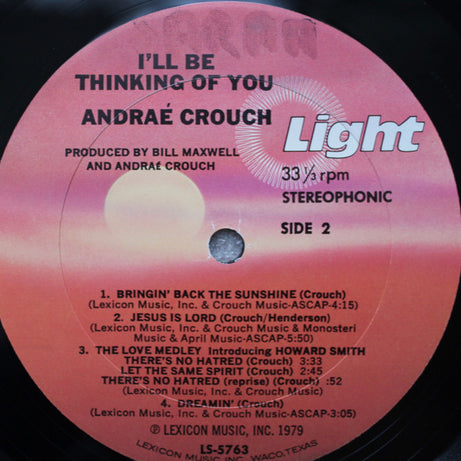 I'LL BE
THINKING OF YOU
ANDRAÉ CROUCH
Light
PRODUCED BY BILL MAXWELL
AND ANDRAÉ CROUCH
33 1/3 rpm
STEREOPHONIC
SIDE 2
1. BRINGIN' BACK THE SUNSHINE (Crouch)
(Lexicon Music, Inc. & Crouch Music-ASCAP-4:15)
2. JESUS IS LORD (Crouch/Henderson)
(Lexicon Music, Inc. & Crouch Music & Monosteri
Music & April Music-ASCAP-5:50)
3. THE LOVE MEDLEY Introducing HOWARD SMITH
THERE'S NO HATRED (Crouch) 3:33
LET THE SAME SPIRIT (Crouch) 2:45
THERE'S NO HATRED (reprise) (Crouch) :52
(Lexicon Music, Inc. & Crouch Music-ASCAP)
4. DREAMIN' (Crouch)
(Lexicon Music, Inc. & Crouch Music-ASCAP-3:05)
℗ LEXICON MUSIC, INC. 1979
LS-5763
LEXICON MUSIC INC. WACO, TEXAS